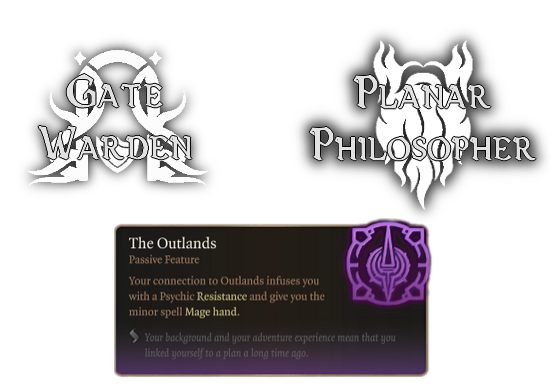 Gate
Warden
Planar
Philosopher
The Outlands
Passive Feature
Your connection to Outlands infuses you
with a Psychic Resistance and give you the
minor spell Mage hand.
Your background and your adventure experience mean that you
linked yourself to a plan a long time ago.